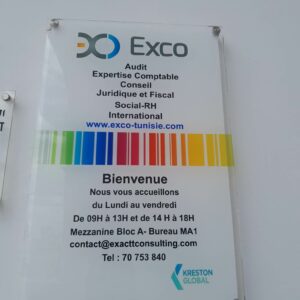 Exco
Audit
Expertise Comptable
Conseil
Juridique et Fiscal
Social-RH
International
www.exco-tunisie.com
Bienvenue
Nous vous accueillons
du Lundi au vendredi
De 09H à 13H et de 14 H à 18H
Mezzanine Bloc A- Bureau MA1
contact@exacttconsulting.com
Tel : 70 753 840
KRESTON
GLOBAL